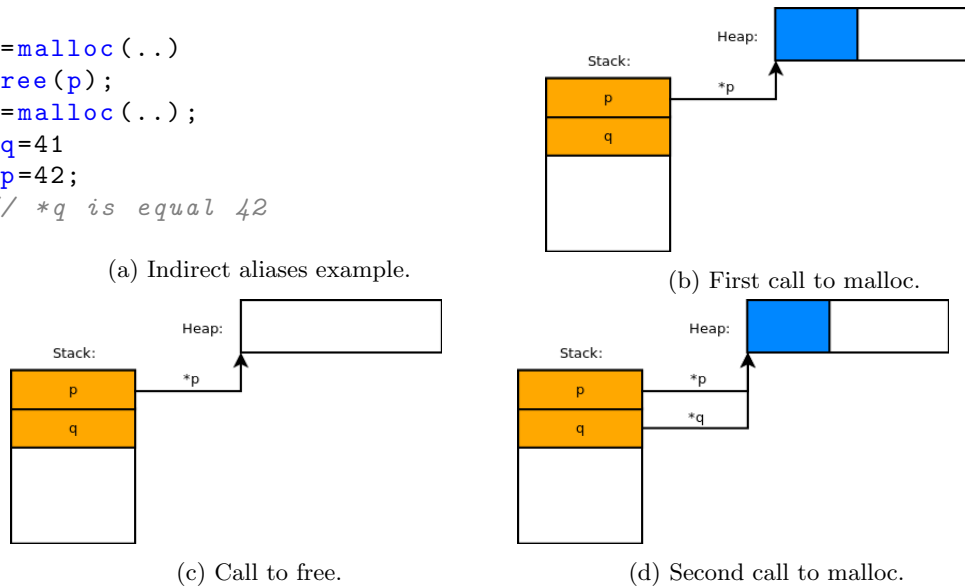 =malloc(..)
ree(p);
=malloc(..);
q=41
p=42;
/ *q is equal 42
(a) Indirect aliases example.
Heap:
Stack:
p
*p
q
(b) First call to malloc.
Heap:
Stack:
p
*p
q
(c) Call to free.
Heap:
Stack:
p
*p
q
*q
(d) Second call to malloc.